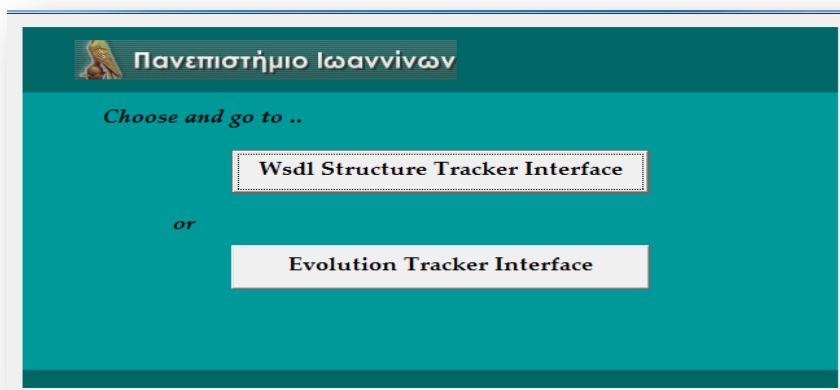 Πανεπιστήμιο Ιωαννίνων
Choose and go to ..
Wsdl Structure Tracker Interface
or
Evolution Tracker Interface